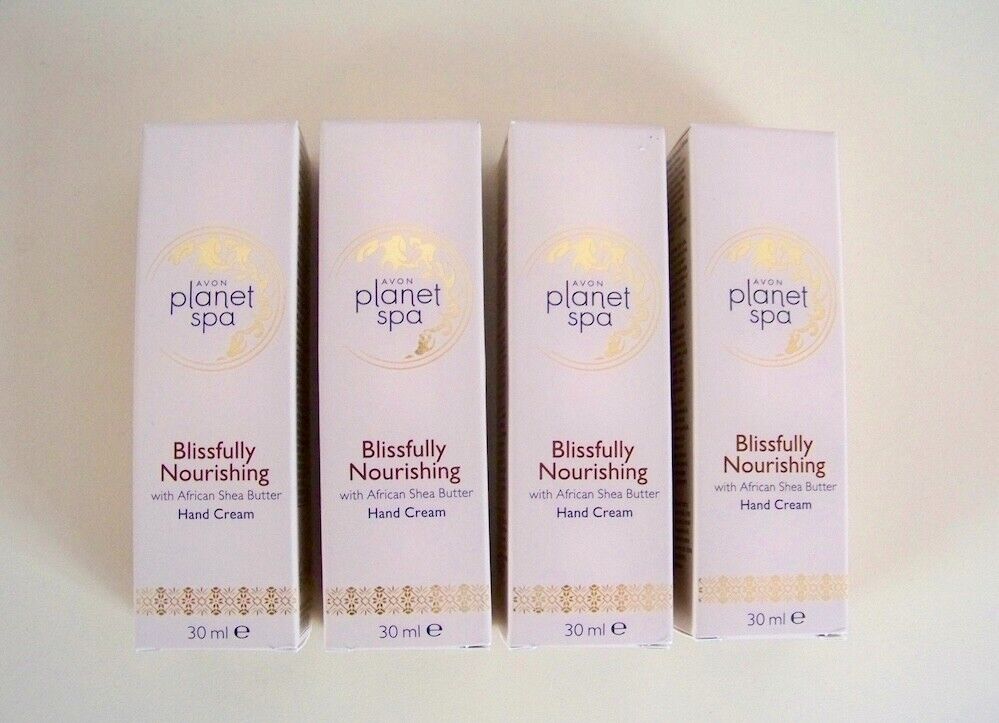 AVON
planet
spa
Blissfully
Nourishing
with African Shea Butter
Hand Cream
30 ml e
AVON
planet
spa
Blissfully
Nourishing
with African Shea Butter
Hand Cream
30 ml e
AVON
planet
spa
Blissfully
Nourishing
with African Shea Butter
Hand Cream
30 ml e
AVON
planet
spa
Blissfully
Nourishing
with African Shea Butter
Hand Cream
30 ml e